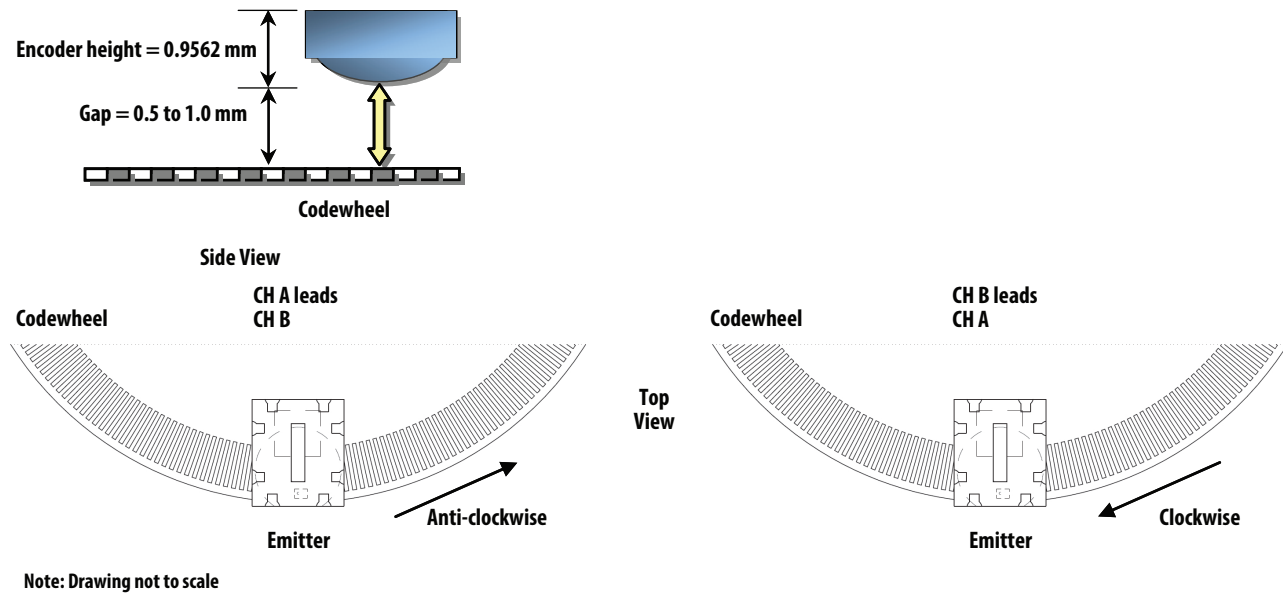 Encoder height = 0.9562 mm
Gap = 0.5 to 1.0 mm
Codewheel
Side View
CH A leads
CH B
Codewheel
Anti-clockwise
Emitter
Top
View
CH B leads
CH A
Codewheel
Clockwise
Emitter
Note: Drawing not to scale